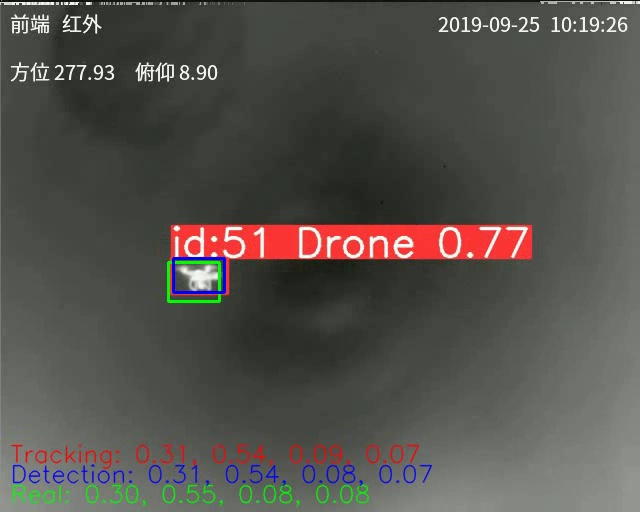 前端 红外 2019-09-25 10:19:26
方位 277.93 俯仰 8.90
id:51 Drone 0.77
Tracking: 0.31, 0.54, 0.09, 0.07
Detection: 0.31, 0.54, 0.08, 0.07
Real: 0.30, 0.55, 0.08, 0.08